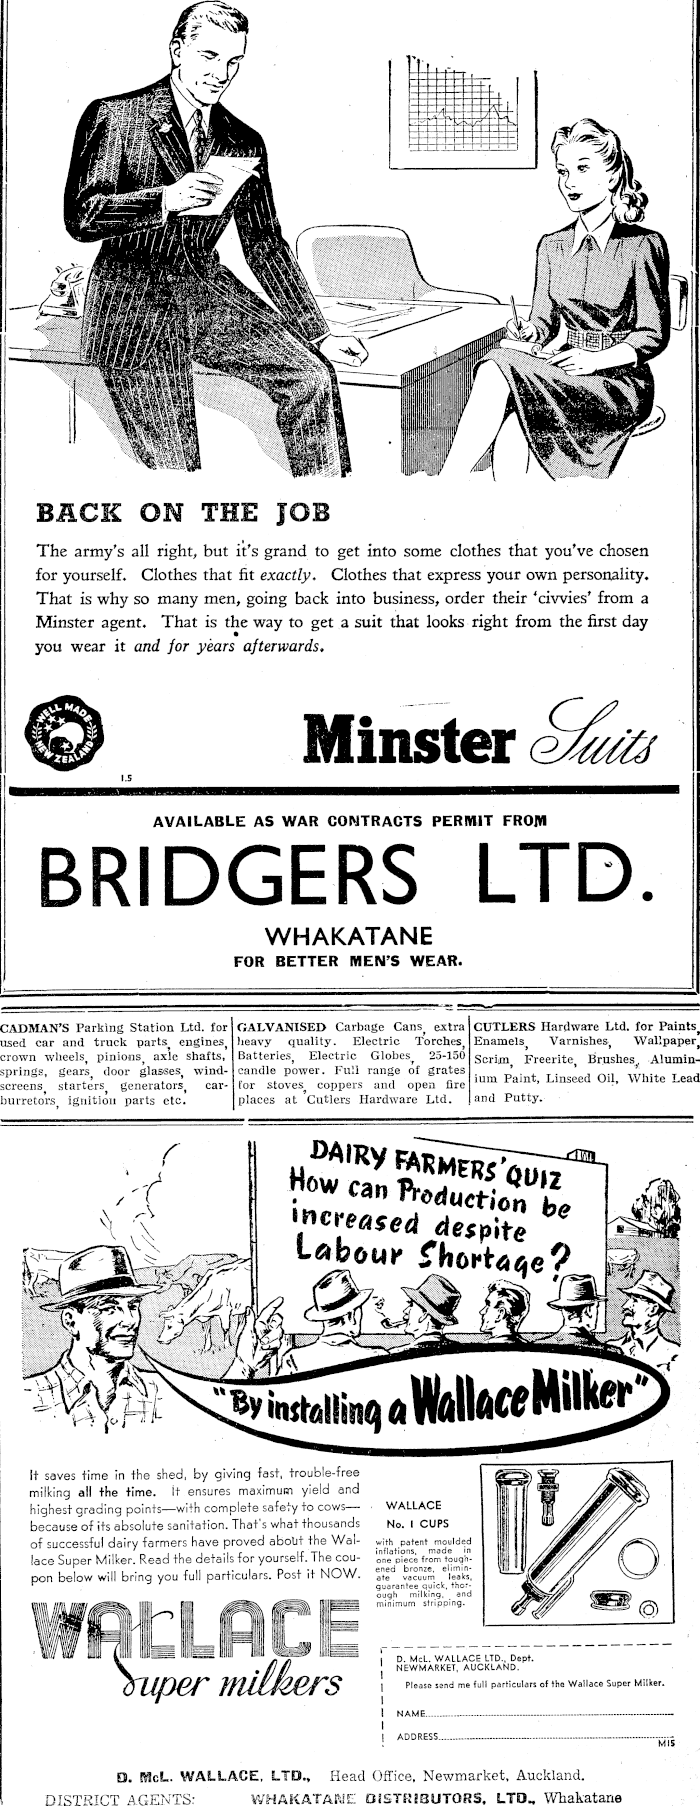 BACK ON THE JOB
The army's all right, but it's grand to get into some clothes that you've chosen
for yourself. Clothes that fit exactly. Clothes that express your own personality.
That is why so many men, going back into business, order their 'civvies' from a
Minster agent. That is the way to get a suit that looks right from the first day
you wear it and for years afterwards.
WELL MADE
NEW ZEALAND
Minster Suits
1.5
AVAILABLE AS WAR CONTRACTS PERMIT FROM
BRIDGERS LTD.
WHAKATANE
FOR BETTER MEN'S WEAR.
CADMAN'S Parking Station Ltd. for
used car and truck parts, engines,
crown wheels, pinions, axle shafts,
springs, gears, door glasses, wind-
screens, starters, generators, car-
burretors, ignition parts etc.
GALVANISED Carbage Cans, extra
heavy quality. Electric Torches,
Batteries, Electric Globes, 25-150
candle power. Full range of grates
for stoves, coppers and open fire
places at Cutlers Hardware Ltd.
CUTLERS Hardware Ltd. for Paints,
Enamels, Varnishes, Wallpaper,
Scrim, Freerite, Brushes, Alumin-
ium Paint, Linseed Oil, White Lead
and Putty.
DAIRY FARMERS' QUIZ
How can Production be
increased despite
Labour Shortage?
"By installing a Wallace Milker"
It saves time in the shed, by giving fast, trouble-free
milking all the time. It ensures maximum yield and
highest grading points—with complete safety to cows—
because of its absolute sanitation. That's what thousands
of successful dairy farmers have proved about the Wal-
lace Super Milker. Read the details for yourself. The cou-
pon below will bring you full particulars. Post it NOW.
WALLACE
Super milkers
WALLACE
No. 1 CUPS
with patent moulded
inflations, made in
one piece from tough-
ened bronze, elimin-
ate vacuum leaks,
guarantee quick, thor-
ough milking, and
minimum stripping.
D. McL. WALLACE LTD., Dept.
NEWMARKET, AUCKLAND.
Please send me full particulars of the Wallace Super Milker.
NAME
ADDRESS
M15
D. McL. WALLACE, LTD., Head Office, Newmarket, Auckland.
DISTRICT AGENTS: WHAKATANE DISTRIBUTORS, LTD., Whakatane